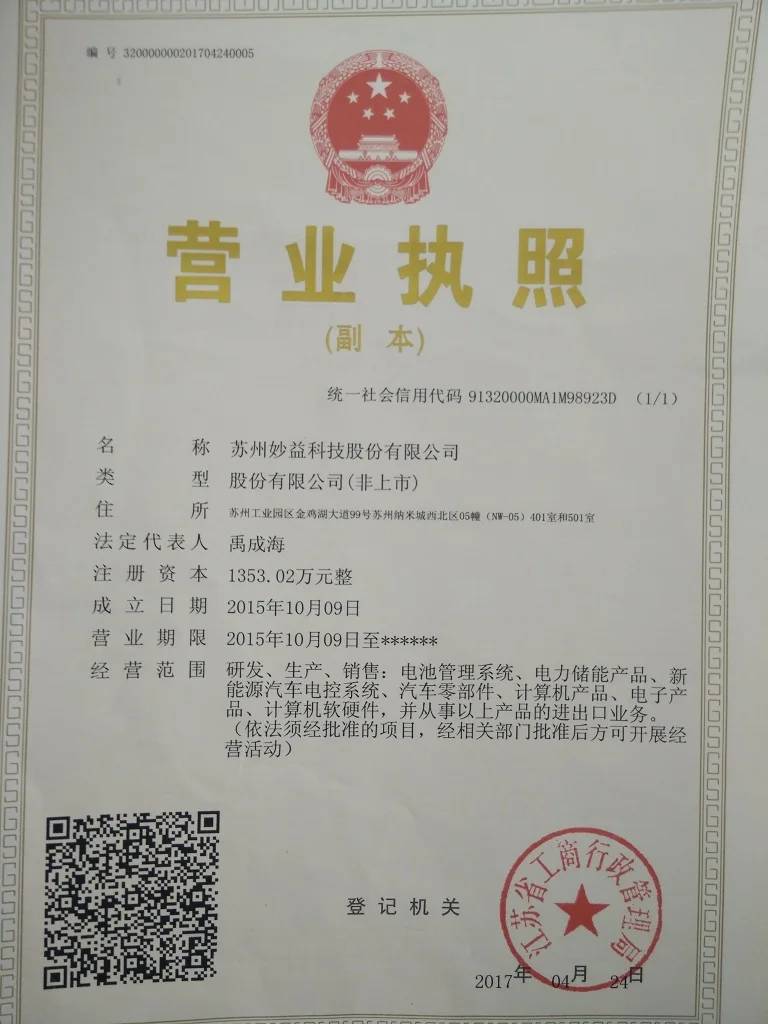 编 号 320000000201704240005
营业执照
(副 本)
统一社会信用代码 91320000MA1M98923D （1/1）
名 称 苏州妙益科技股份有限公司
类 型 股份有限公司(非上市)
住 所 苏州工业园区金鸡湖大道99号苏州纳米城西北区05幢（NW-05）401室和501室
法定代表人 禹成海
注册资本 1353.02万元整
成立日期 2015年10月09日
营业期限 2015年10月09日至******
经营范围 研发、生产、销售：电池管理系统、电力储能产品、新
能源汽车电控系统、汽车零部件、计算机产品、电子产
品、计算机软硬件，并从事以上产品的进出口业务。
（依法须经批准的项目，经相关部门批准后方可开展经
营活动）
江苏省工商行政管理局
登记机关
2017年 04月 24日